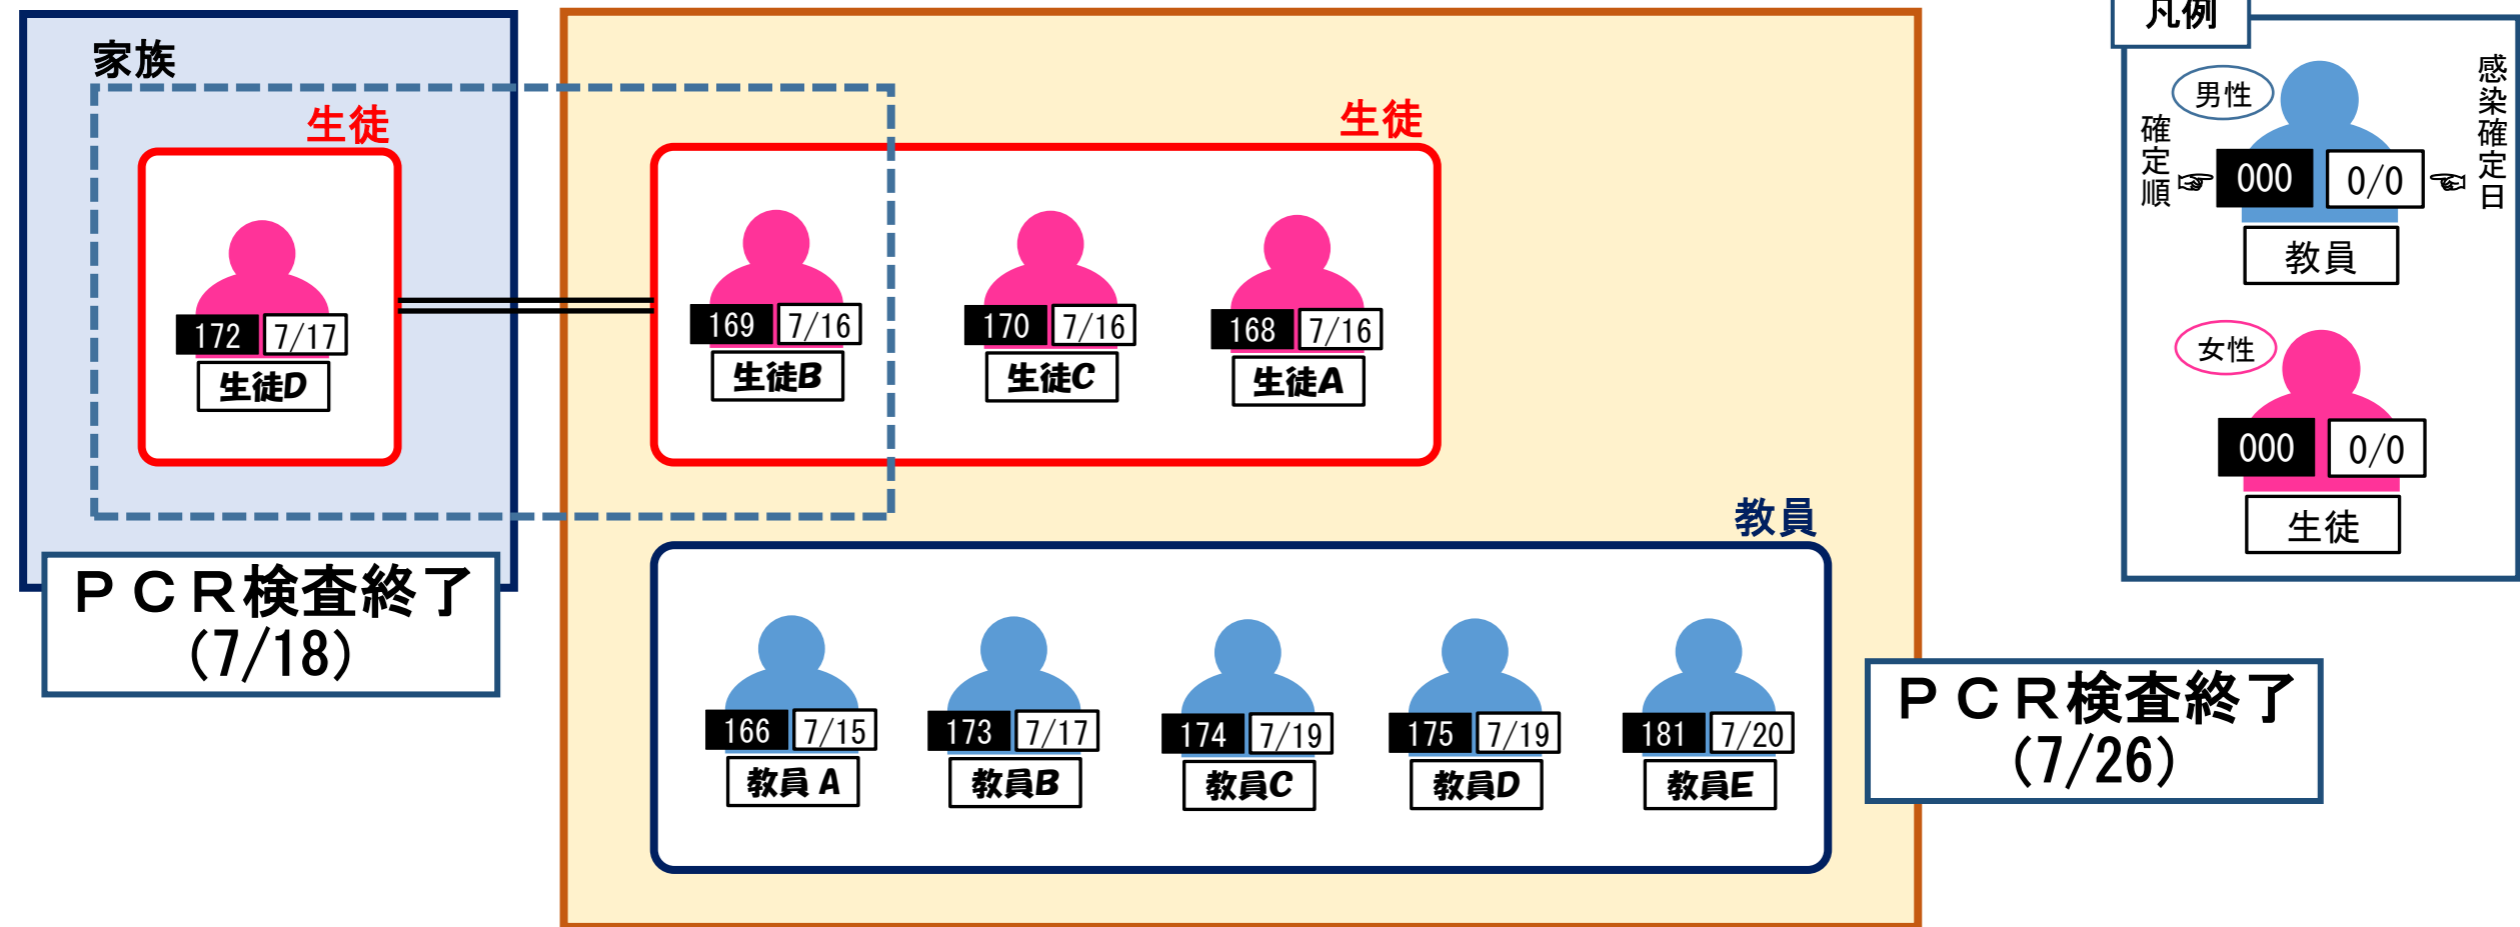 家族
生徒
172 7/17
生徒D
ＰＣＲ検査終了
(7/18)
生徒
169 7/16
生徒B
170 7/16
生徒C
168 7/16
生徒A
教員
166 7/15
教員 A
173 7/17
教員B
174 7/19
教員C
175 7/19
教員D
181 7/20
教員E
ＰＣＲ検査終了
(7/26)
凡例
男性
確定順
☞
000 0/0
☜
感染確定日
教員
女性
000 0/0
生徒